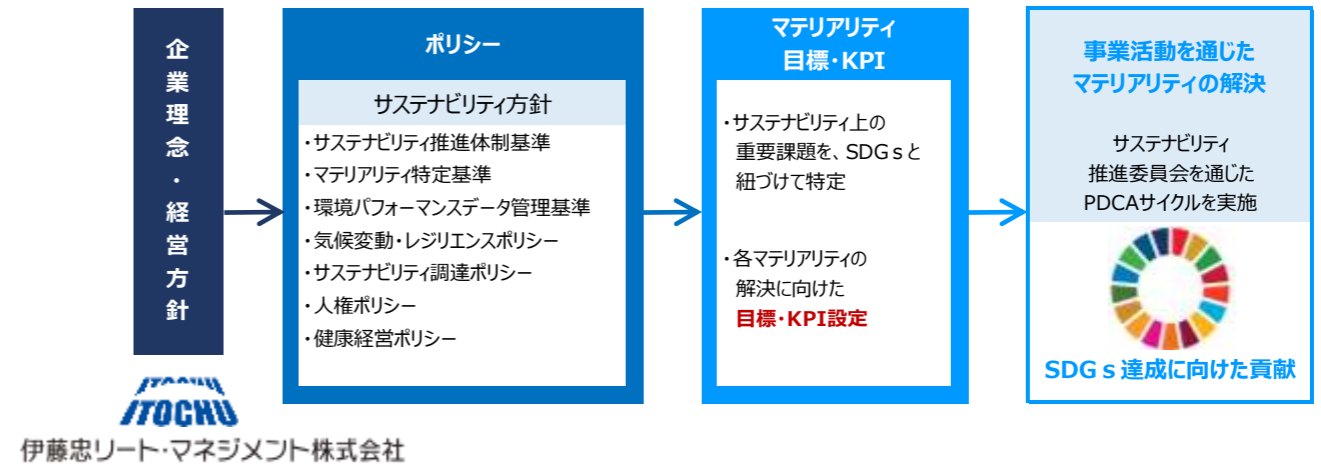 企業理念・経営方針
ポリシー
サステナビリティ方針
・サステナビリティ推進体制基準
・マテリアリティ特定基準
・環境パフォーマンスデータ管理基準
・気候変動・レジリエンスポリシー
・サステナビリティ調達ポリシー
・人権ポリシー
・健康経営ポリシー
マテリアリティ
目標・KPI
・サステナビリティ上の
重要課題を、SDGsと
紐づけて特定
・各マテリアリティの
解決に向けた
目標・KPI設定
事業活動を通じた
マテリアリティの解決
サステナビリティ
推進委員会を通じた
PDCAサイクルを実施
SDGs達成に向けた貢献
ITOCHU
ITOCHU
伊藤忠リート・マネジメント株式会社